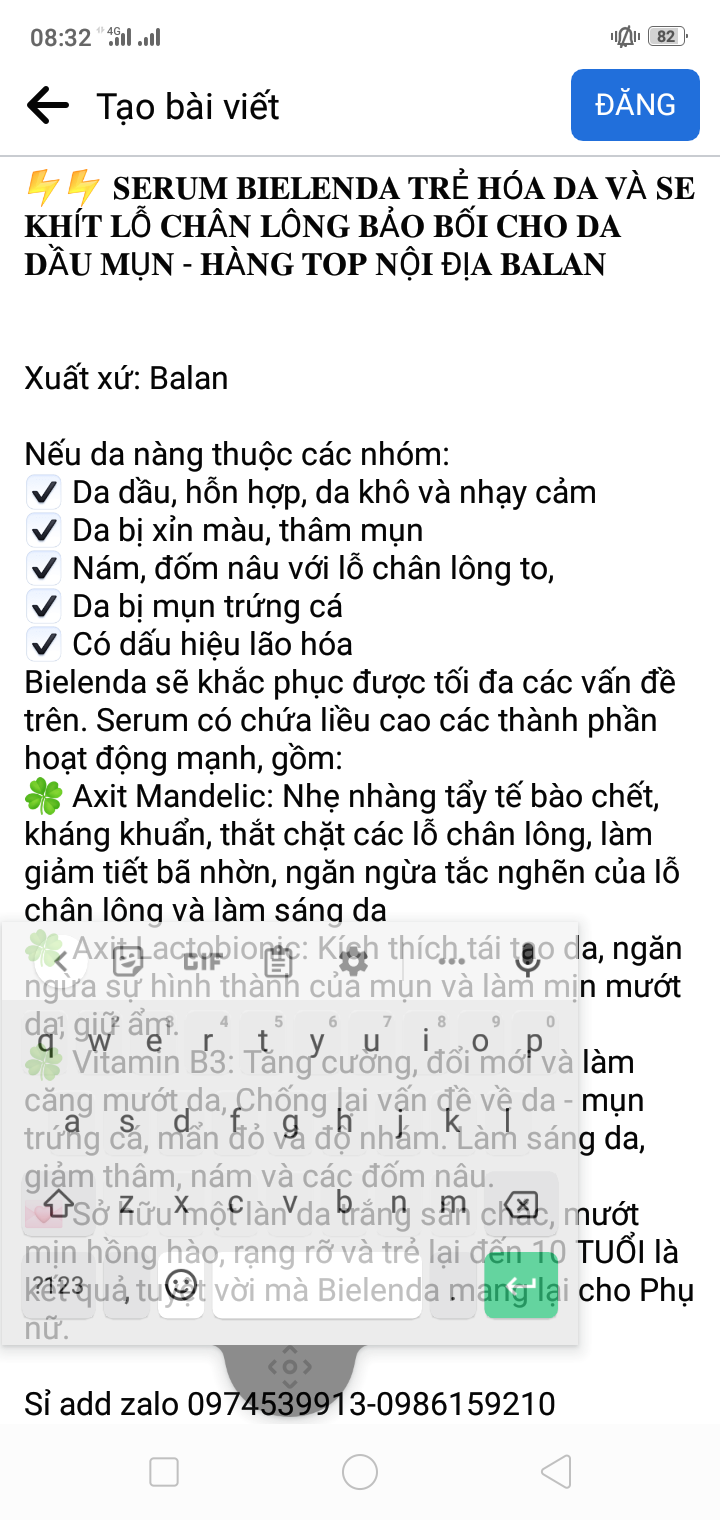 08:32 4G 82
Tạo bài viết ĐĂNG
⚡⚡ SERUM BIELENDA TRẺ HÓA DA VÀ SE
KHÍT LỖ CHÂN LÔNG BẢO BỐI CHO DA
DẦU MỤN - HÀNG TOP NỘI ĐỊA BALAN
Xuất xứ: Balan
Nếu da nàng thuộc các nhóm:
✔ Da dầu, hỗn hợp, da khô và nhạy cảm
✔ Da bị xỉn màu, thâm mụn
✔ Nám, đốm nâu với lỗ chân lông to,
✔ Da bị mụn trứng cá
✔ Có dấu hiệu lão hóa
Bielenda sẽ khắc phục được tối đa các vấn đề
trên. Serum có chứa liều cao các thành phần
hoạt động mạnh, gồm:
🍀 Axit Mandelic: Nhẹ nhàng tẩy tế bào chết,
kháng khuẩn, thắt chặt các lỗ chân lông, làm
giảm tiết bã nhờn, ngăn ngừa tắc nghẽn của lỗ
chân lông và làm sáng da
🍀 Axit Lactobionic: Kích thích tái tạo da, ngăn
GIF
ngừa sự hình thành của mụn và làm mịn mướt
da, giữ ẩm.
q1 w2 e3 r4 t5 y6 u7 i8 o9 p0
🍀 Vitamin B3: Tăng cường, đổi mới và làm
căng mướt da, Chống lại vấn đề về da - mụn
a s d f g h j k l
trứng cá, mẩn đỏ và độ nhám. Làm sáng da,
giảm thâm, nám và các đốm nâu.
z x c v b n m
💌 Sở hữu một làn da trắng săn chắc, mướt
mịn hồng hào, rạng rỡ và trẻ lại đến 10 TUỔI là
?123 , .
kết quả, tuyệt vời mà Bielenda mang lại cho Phụ
nữ.
Sỉ add zalo 0974539913-0986159210